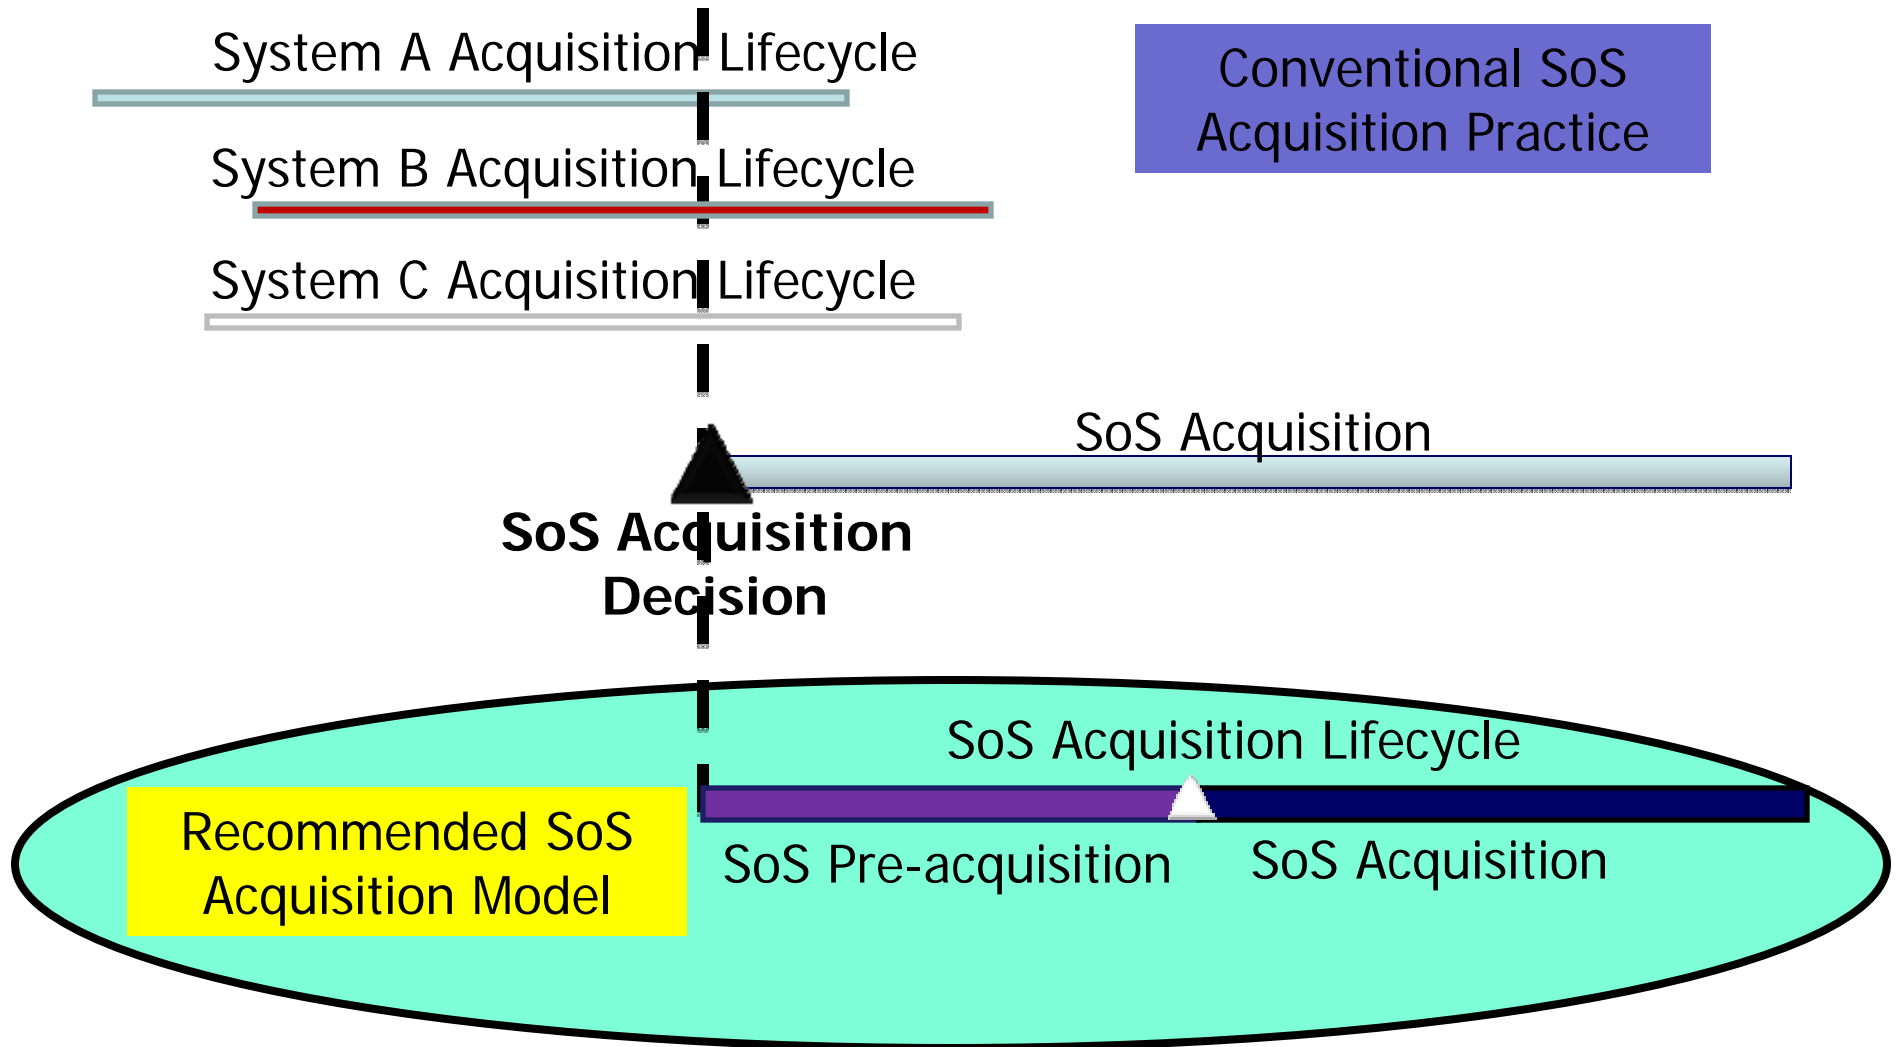 System A Acquisition Lifecycle
Conventional SoS
Acquisition Practice
System B Acquisition Lifecycle
System C Acquisition Lifecycle
SoS Acquisition
SoS Acquisition
Decision
SoS Acquisition Lifecycle
Recommended SoS
Acquisition Model
SoS Pre-acquisition
SoS Acquisition